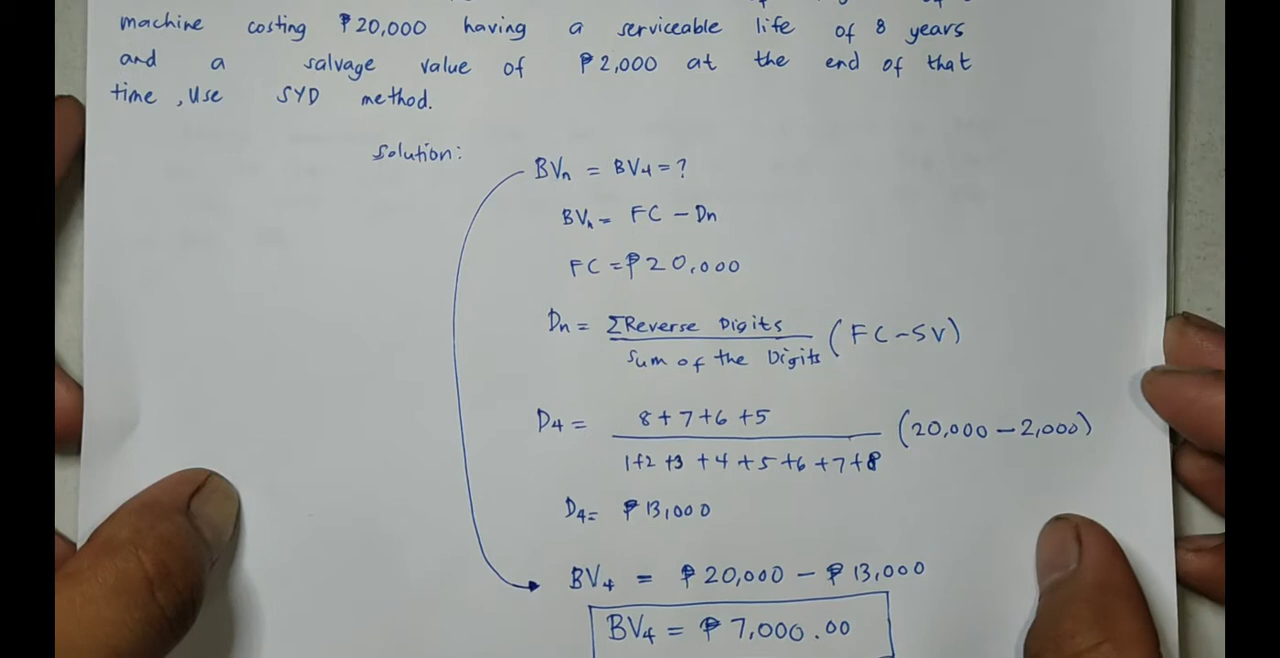 machine costing ₱20,000 having a serviceable life of 8 years
and a salvage value of ₱2,000 at the end of that
time, Use SYD method.
Solution:
BVn = BV4 = ?
BVn = FC - Dn
FC = ₱20,000
Dn = ΣReverse Digits / Sum of the Digits (FC-SV)
D4 = 8+7+6+5 / 1+2+3+4+5+6+7+8 (20,000-2,000)
D4= ₱13,000
BV4 = ₱20,000 - ₱13,000
BV4 = ₱7,000.00